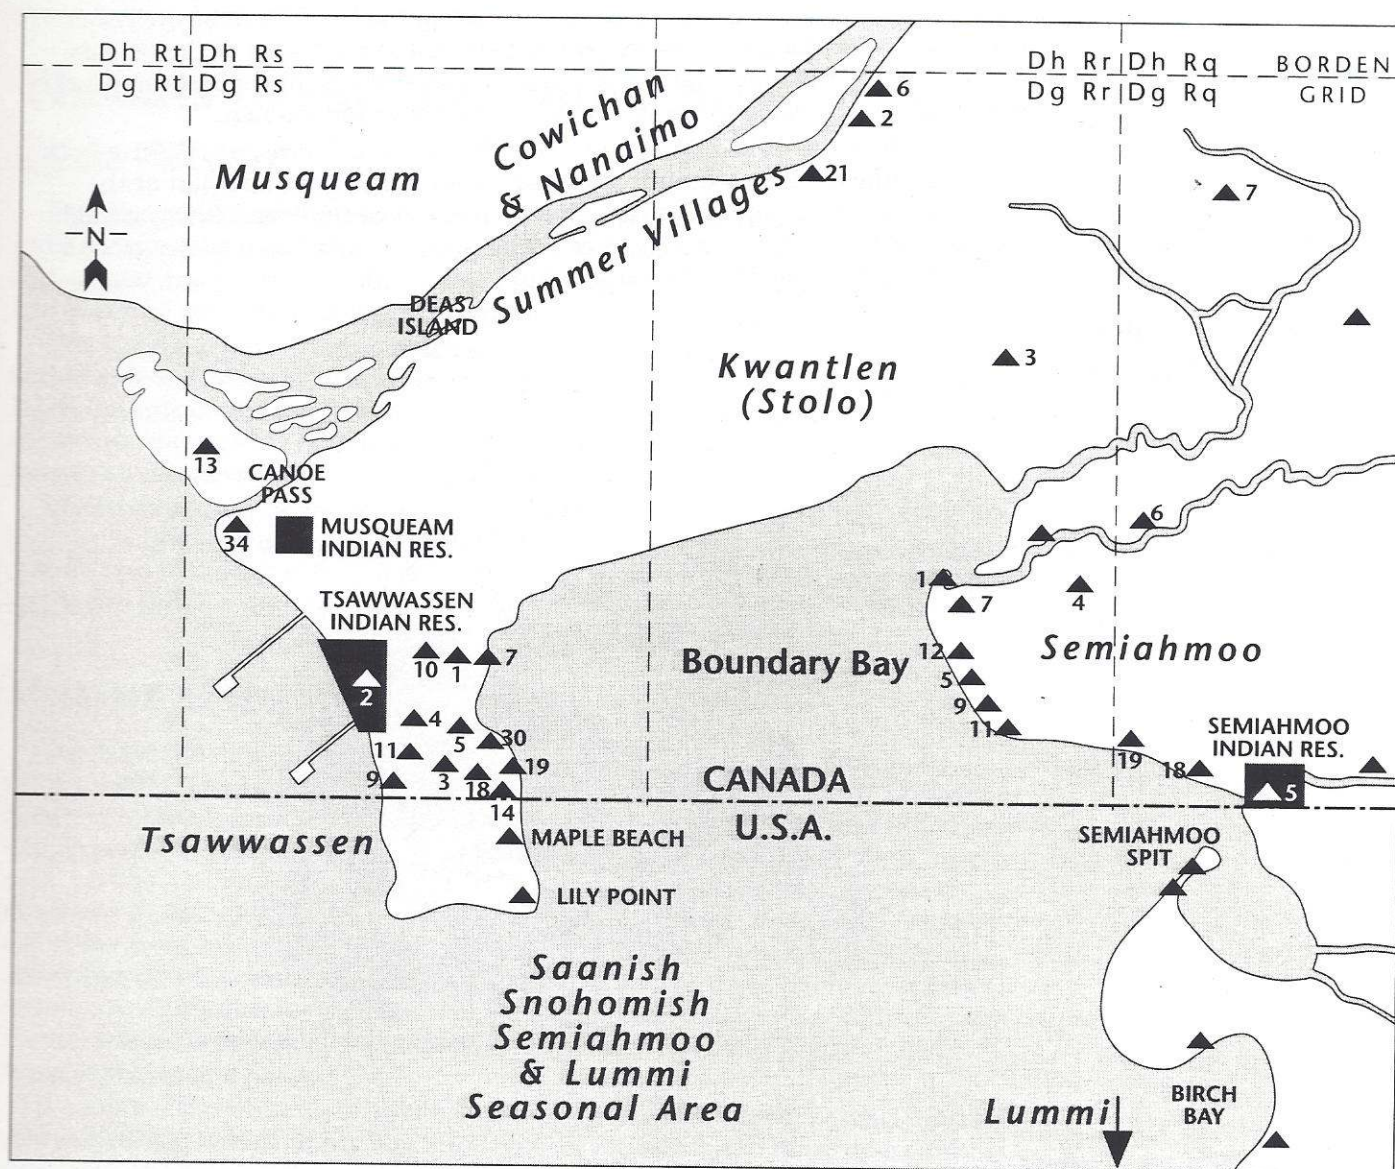 Dh Rt Dh Rs
Dg Rt Dg Rs
Dh Rr Dh Rq
Dg Rr Dg Rq
BORDEN
GRID
Cowichan
& Nanaimo
Summer Villages
6
2
21
7
Musqueam
N
DEAS
ISLAND
Kwantlen
(Stolo)
3
13
CANOE
PASS
34
MUSQUEAM
INDIAN RES.
6
TSAWWASSEN
INDIAN RES.
1
7
4
10
1
7
2
12
5
9
11
Boundary Bay
Semiahmoo
4
5
30
11
3
18
19
9
14
19
18
SEMIAHMOO
INDIAN RES.
5
CANADA
U.S.A.
Tsawwassen
MAPLE BEACH
LILY POINT
SEMIAHMOO
SPIT
Saanish
Snohomish
Semiahmoo
& Lummi
Seasonal Area
Lummi
BIRCH
BAY